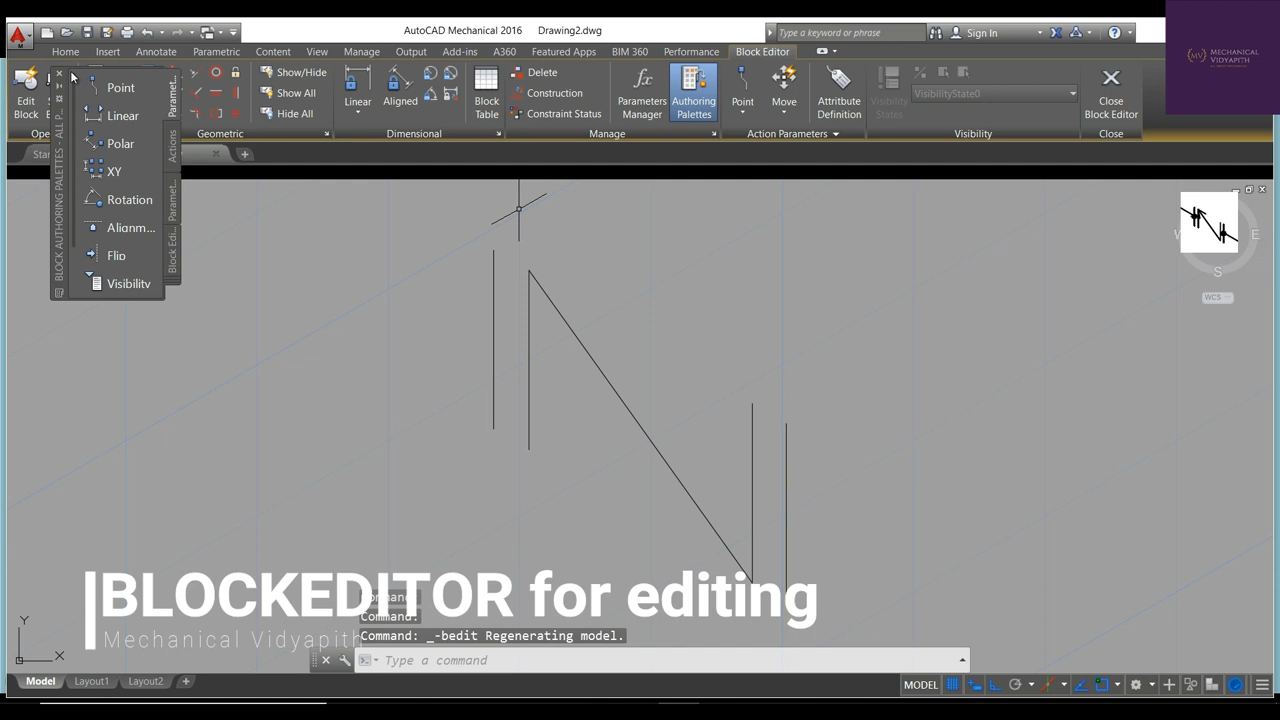 AutoCAD Mechanical 2016 Drawing2.dwg
Type a keyword or phrase
Sign In
MECHANICAL
VIDYAPITH
Home Insert Annotate Parametric Content View Manage Output Add-ins A360 Featured Apps BIM 360 Performance Block Editor
Edit
Block
Show/Hide
Show All
Hide All
Geometric
Linear
Aligned
Dimensional
Block
Table
Delete
Construction
Constraint Status
Manage
Parameters
Manager
Authoring
Palettes
Point
Move
Action Parameters
Attribute
Definition
Visibility
States
VisibilityState0
Visibility
Close
Block Editor
Close
BLOCK AUTHORING PALETTES - ALL P...
Point
Linear
Polar
XY
Rotation
Alignm...
Flip
Visibility
Paramet..
Actions
Paramet...
Block Edi...
E
S
WCS
BLOCKEDITOR for editing
Mechanical Vidyapith
Command:
Command:
Command: _-bedit Regenerating model.
Type a command
Y
X
Model Layout1 Layout2
MODEL